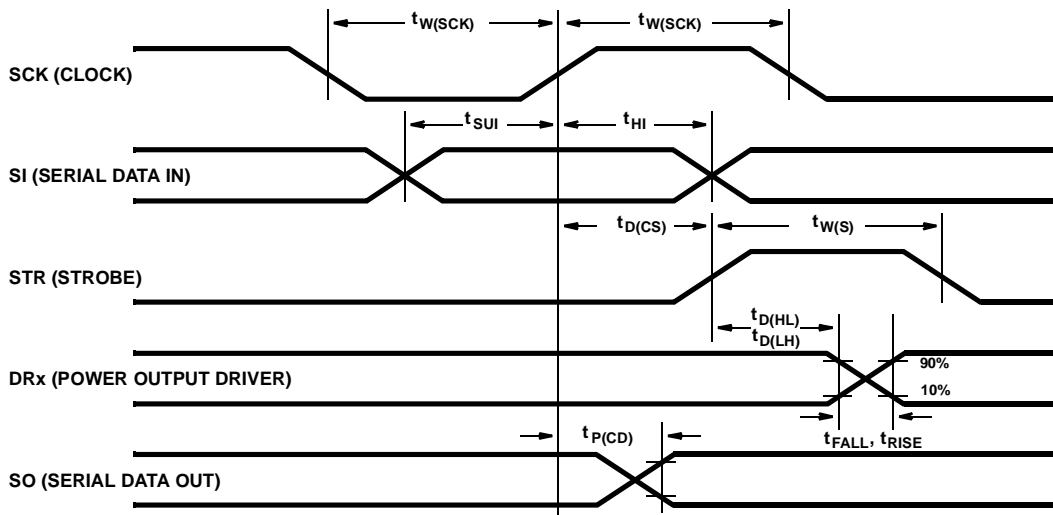 tW(SCK) tW(SCK)
SCK (CLOCK)
tSUI tHI
SI (SERIAL DATA IN)
tD(CS) tW(S)
STR (STROBE)
tD(HL)
tD(LH)
DRx (POWER OUTPUT DRIVER)
90%
10%
tP(CD)
tFALL, tRISE
SO (SERIAL DATA OUT)